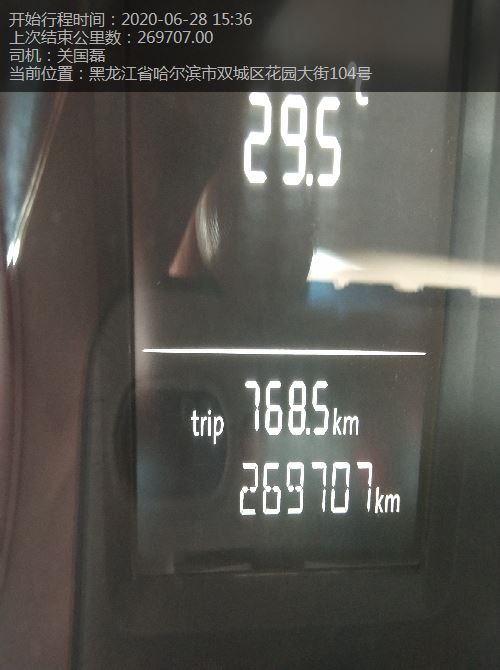 开始行程时间：2020-06-28 15:36
上次结束公里数：269707.00
司机：关国磊
当前位置：黑龙江省哈尔滨市双城区花园大街104号
29.5 ℃
trip 768.5km
269707km